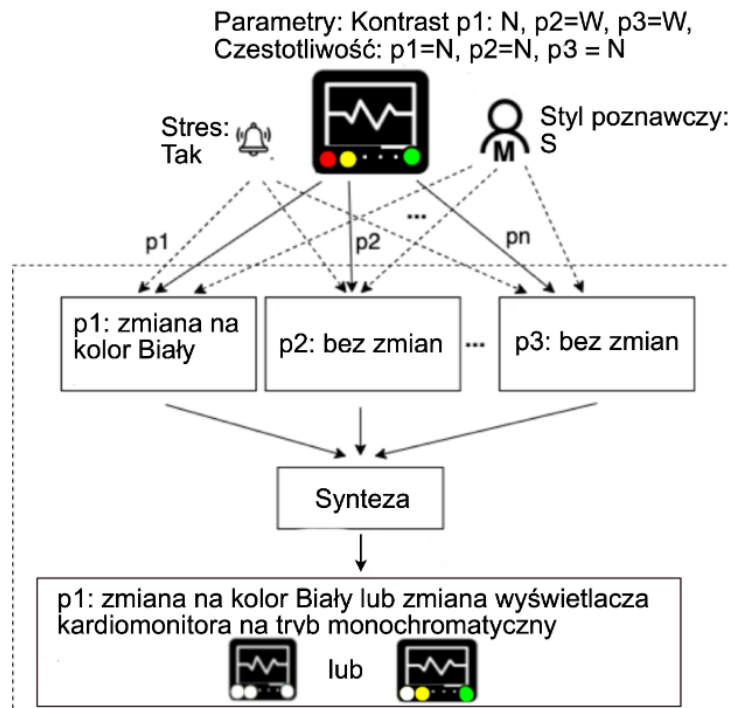 Parametry: Kontrast p1: N, p2=W, p3=W,
Czestotliwość: p1=N, p2=N, p3 = N
Stres:
Tak
Styl poznawczy:
S
M
...
p1
p2
pn
p1: zmiana na
kolor Biały
p2: bez zmian
...
p3: bez zmian
Synteza
p1: zmiana na kolor Biały lub zmiana wyświetlacza
kardiomonitora na tryb monochromatyczny
lub